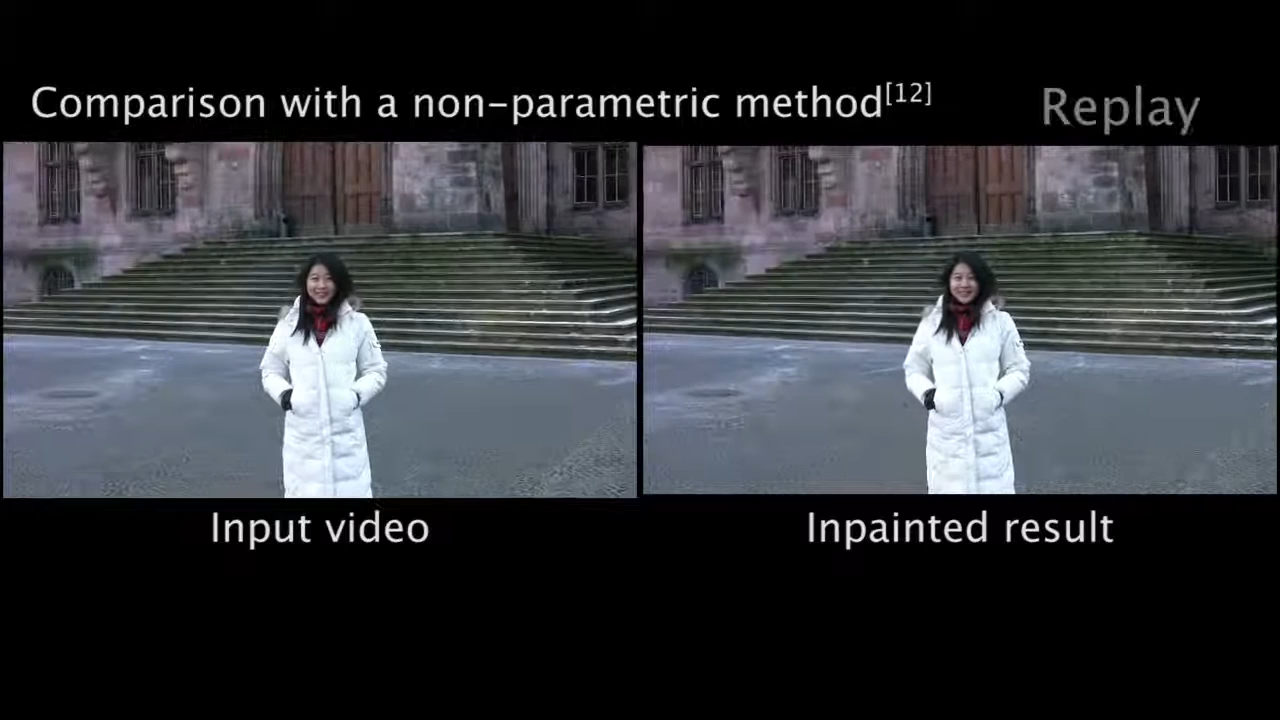 Comparison with a non-parametric method[12]
Replay
Input video
Inpainted result